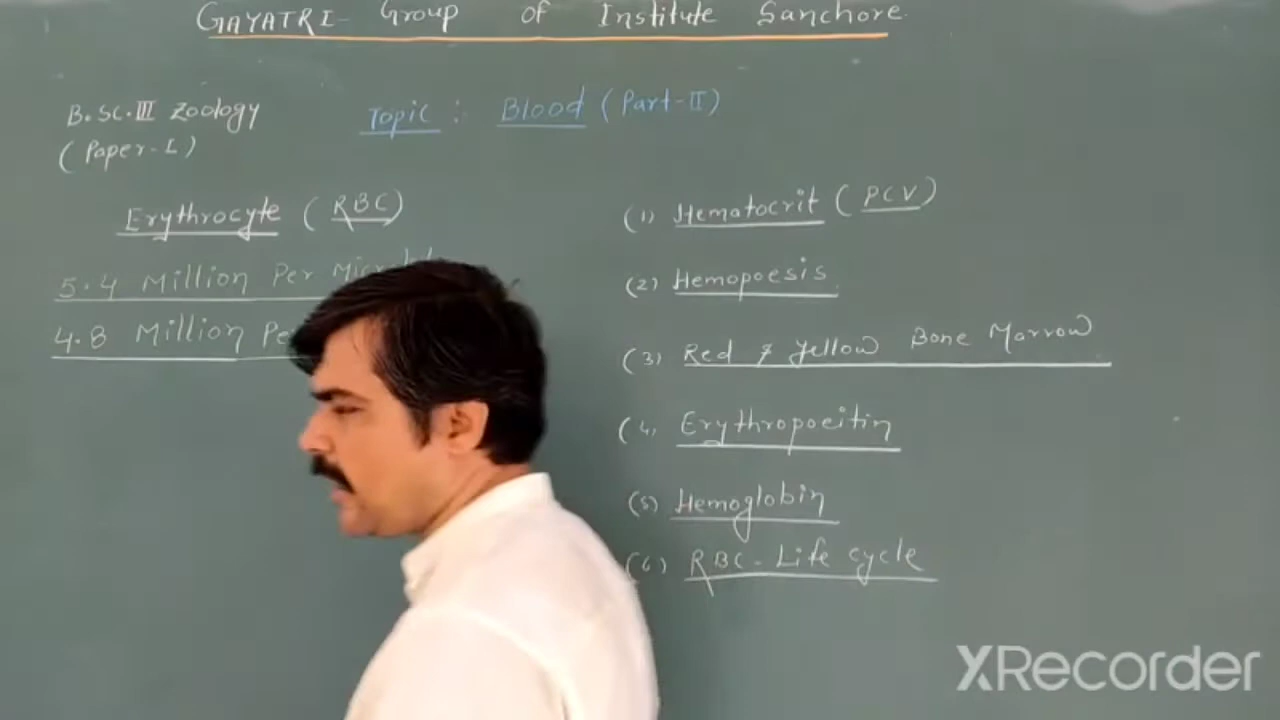 GAYATRI- Group of Institute Sanchore.
B.SC.III Zoology
(Paper-I)
Topic : Blood (Part-II)
Erythrocyte (RBC)
5.4 Million Per
4.8 Million Pe
(1) Hematocrit (PCV)
(2) Hemopoesis
(3) Red & Yellow Bone Marrow
(4) Erythropoeitin
(5) Hemoglobin
(6) RBC - Life cycle
XRecorder